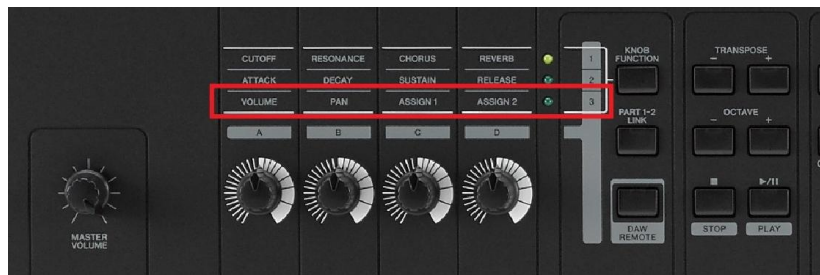 CUTOFF RESONANCE CHORUS REVERB 1
ATTACK DECAY SUSTAIN RELEASE 2
VOLUME PAN ASSIGN 1 ASSIGN 2 3
A B C D
MASTER
VOLUME
KNOB
FUNCTION
PART 1-2
LINK
DAW
REMOTE
TRANSPOSE
− +
OCTAVE
− +
■ ▶/II
STOP PLAY